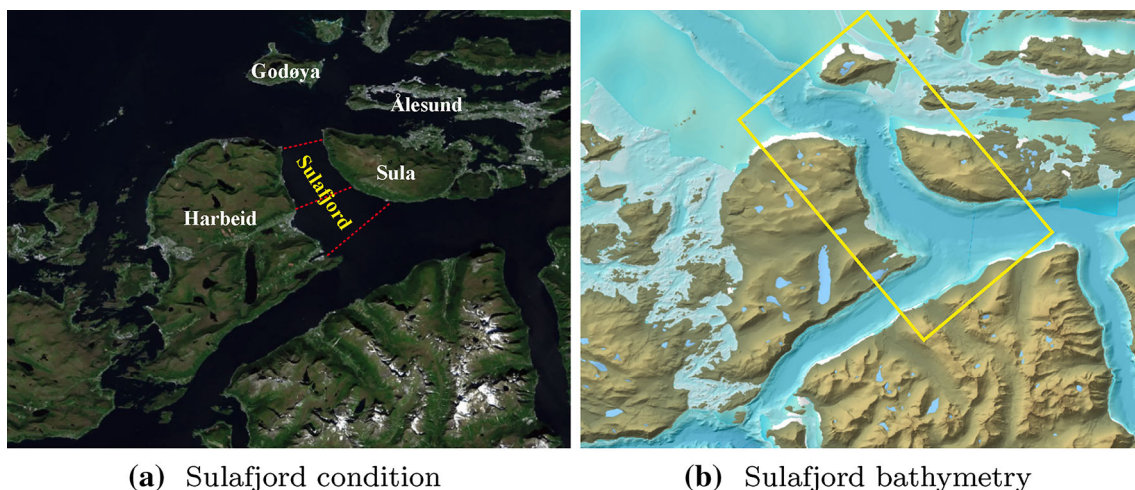 Godøya
Ålesund
Sulafjord
Sula
Harbeid
(a) Sulafjord condition
(b) Sulafjord bathymetry